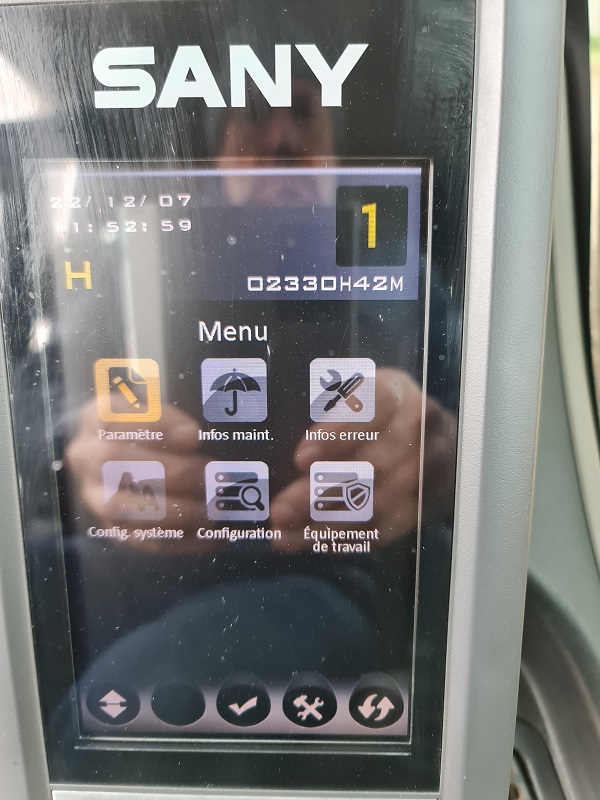 SANY
22/ 12/ 07
1
11: 52: 59
H
02330H42M
Menu
Paramètre
Infos maint.
Infos erreur
Config. système
Configuration
Équipement
de travail